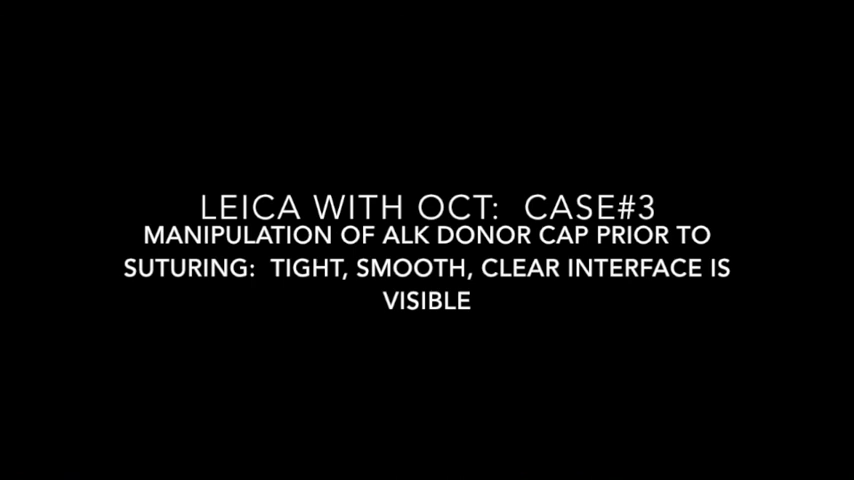 LEICA WITH OCT:  CASE#3
MANIPULATION OF ALK DONOR CAP PRIOR TO
SUTURING:  TIGHT, SMOOTH, CLEAR INTERFACE IS
VISIBLE